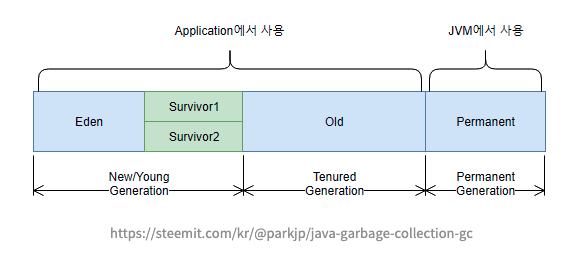 Application에서 사용
JVM에서 사용
Eden
Survivor1
Survivor2
Old
Permanent
New/Young
Generation
Tenured
Generation
Permanent
Generation
https://steemit.com/kr/@parkjp/java-garbage-collection-gc